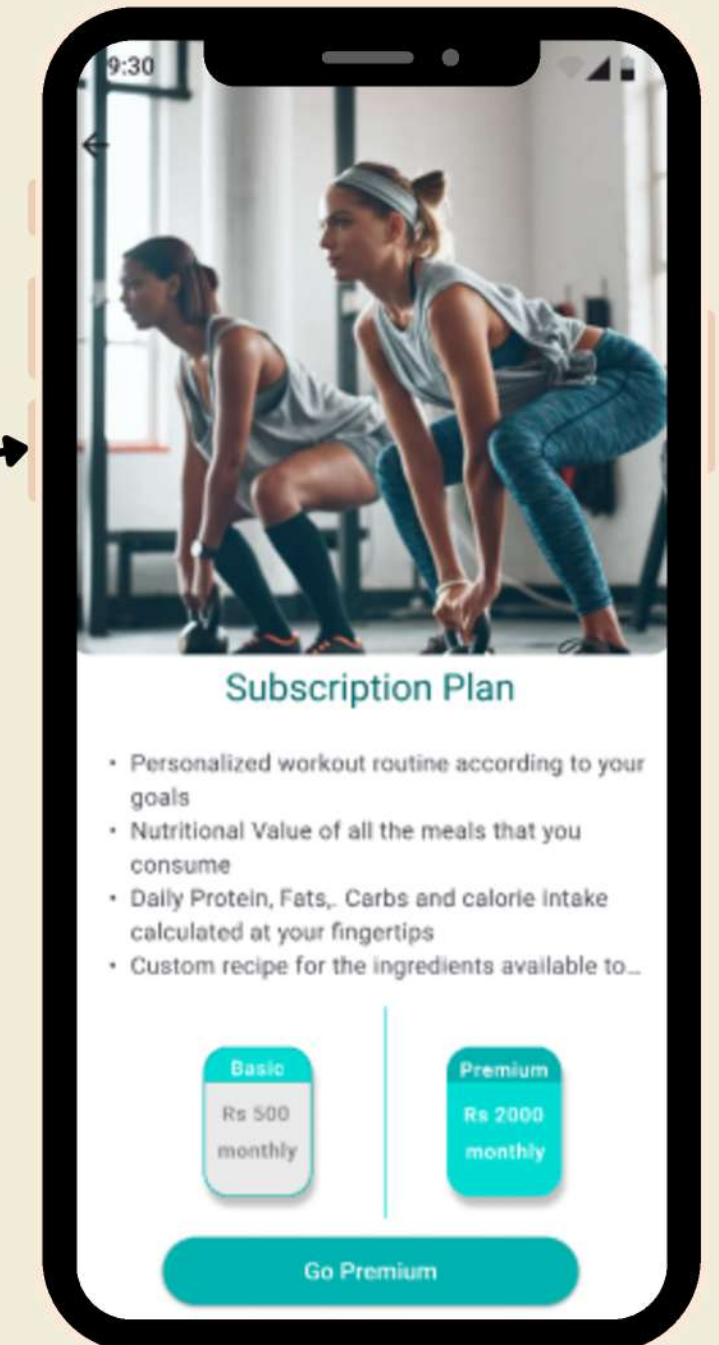 9:30
Subscription Plan
• Personalized workout routine according to your
goals
• Nutritional Value of all the meals that you
consume
• Daily Protein, Fats,. Carbs and calorie intake
calculated at your fingertips
• Custom recipe for the ingredients available to...
Basic
Rs 500
monthly
Premium
Rs 2000
monthly
Go Premium